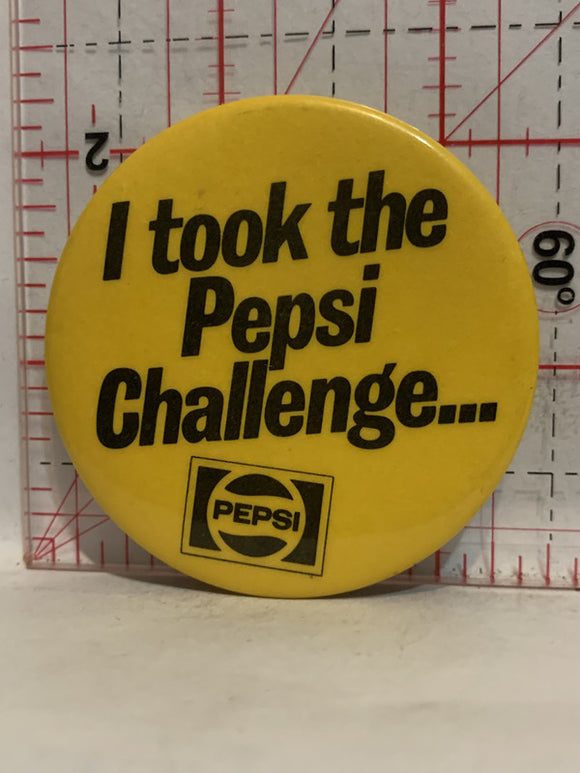 2
60°
I took the
Pepsi
Challenge...
PEPSI